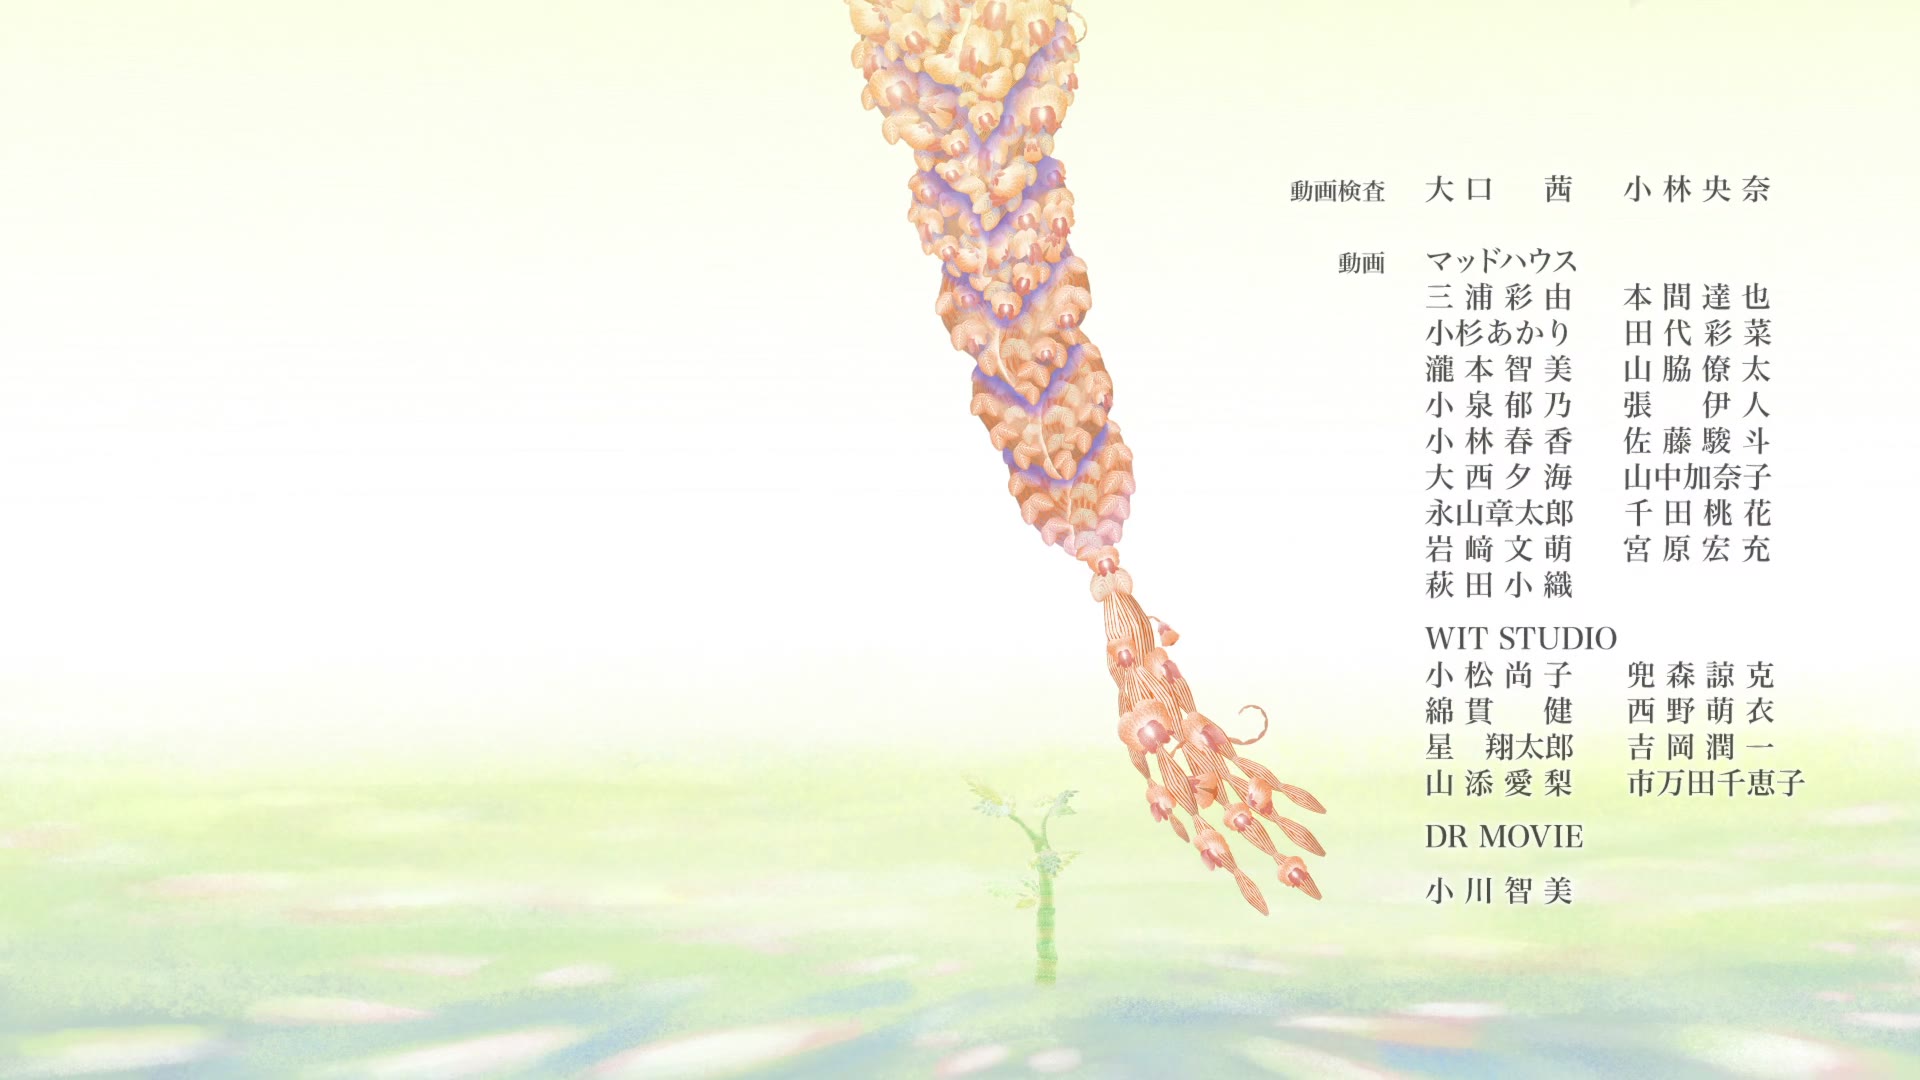 動画検査 大口 茜 小林央奈
動画 マッドハウス
三浦彩由 本間達也
小杉あかり 田代彩菜
瀧本智美 山脇僚太
小泉郁乃 張 伊人
小林春香 佐藤駿斗
大西夕海 山中加奈子
永山章太郎 千田桃花
岩﨑文萌 宮原宏充
萩田小織
WIT STUDIO
小松尚子 兜森諒克
綿貫 健 西野萌衣
星 翔太郎 吉岡潤一
山添愛梨 市万田千恵子
DR MOVIE
小川智美